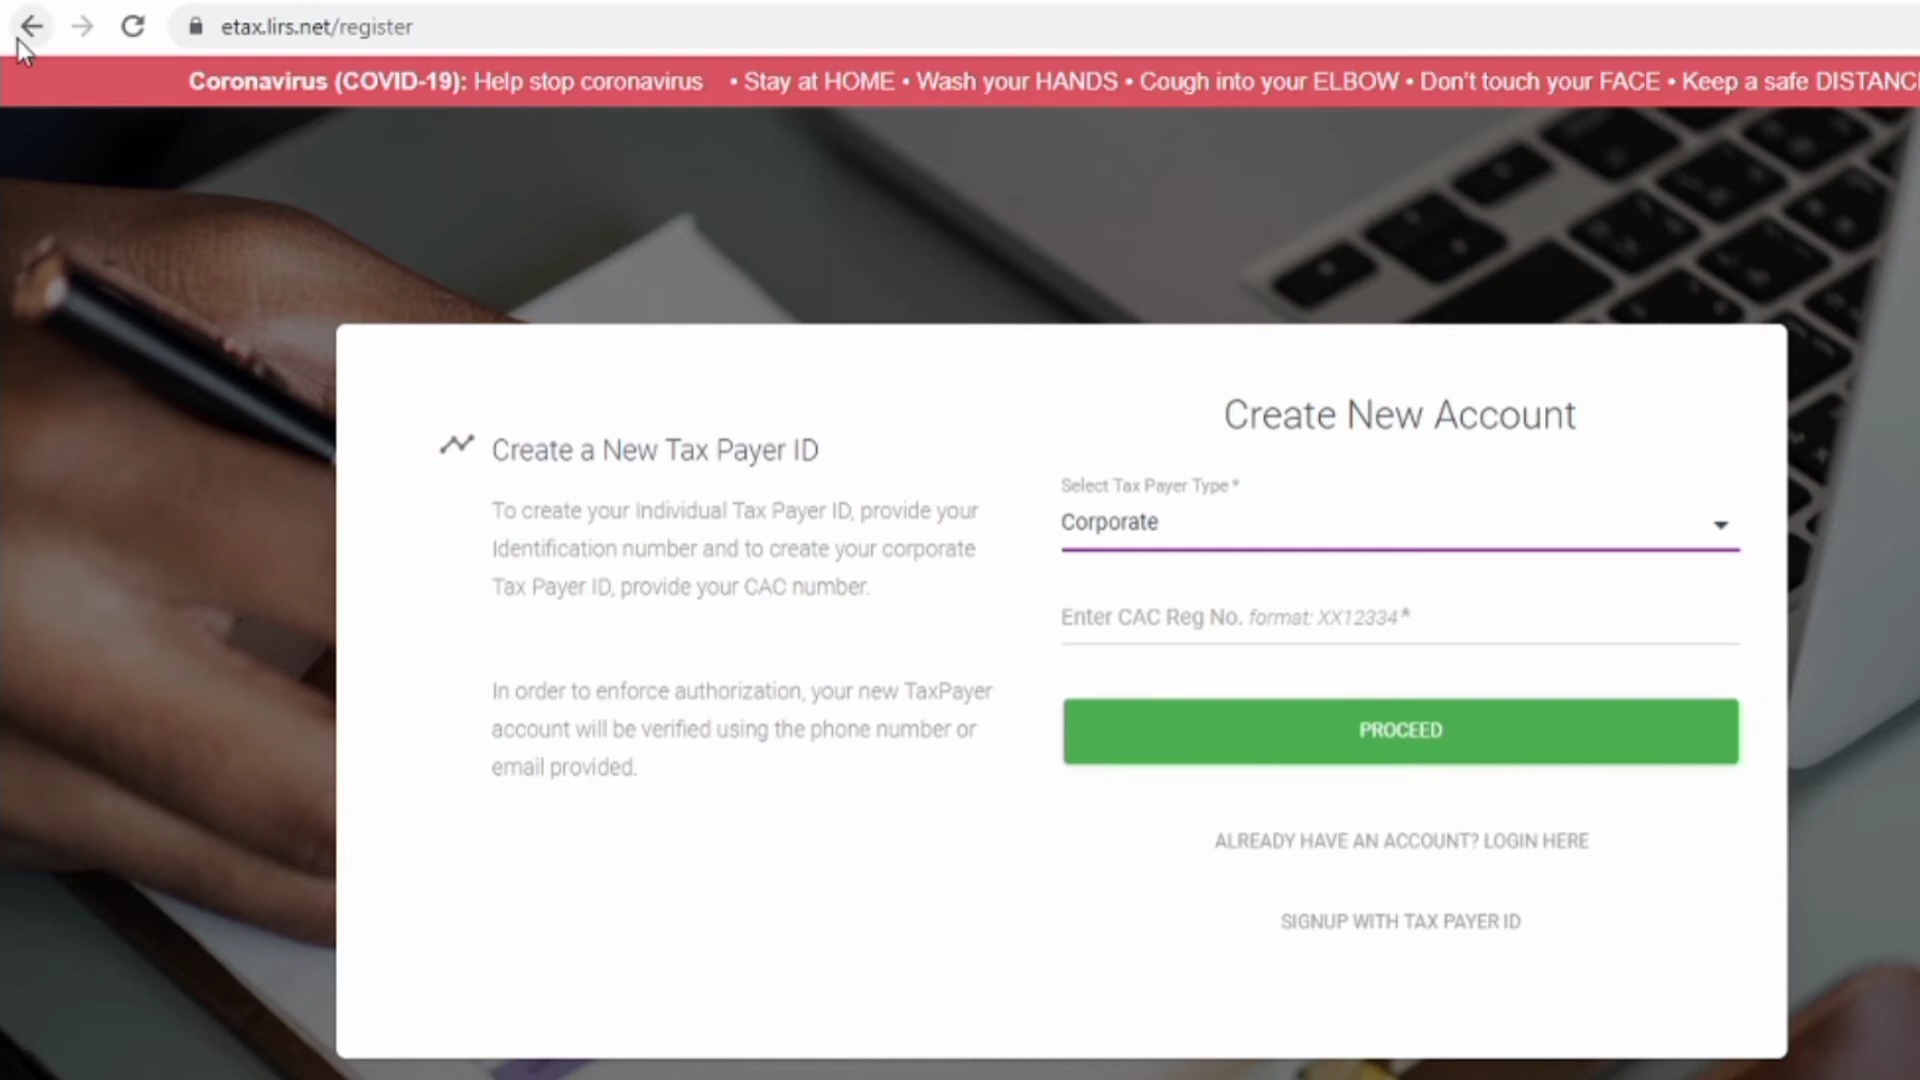 etax.lirs.net/register
Coronavirus (COVID-19): Help stop coronavirus • Stay at HOME • Wash your HANDS • Cough into your ELBOW • Don't touch your FACE • Keep a safe
Create New Account
Create a New Tax Payer ID
To create your Individual Tax Payer ID, provide your
Identification number and to create your corporate
Tax Payer ID, provide your CAC number.
In order to enforce authorization, your new TaxPayer
account will be verified using the phone number or
email provided.
Select Tax Payer Type *
Corporate
Enter CAC Reg No. format: XX12334 *
PROCEED
ALREADY HAVE AN ACCOUNT? LOGIN HERE
SIGNUP WITH TAX PAYER ID